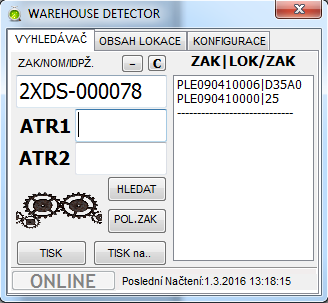 WAREHOUSE DETECTOR
VYHLEDÁVAČ
OBSAH LOKACE
KONFIGURACE
ZAK/NOM/IDPŽ.
–
C
ZAK|LOK/ZAK
2XDS-000078
PLE090410006|D35A0
PLE090410000|25
-----------------------------
ATR1
ATR2
HLEDAT
POL.ZAK
TISK
TISK na..
ONLINE
Poslední Načtení:1.3.2016 13:18:15